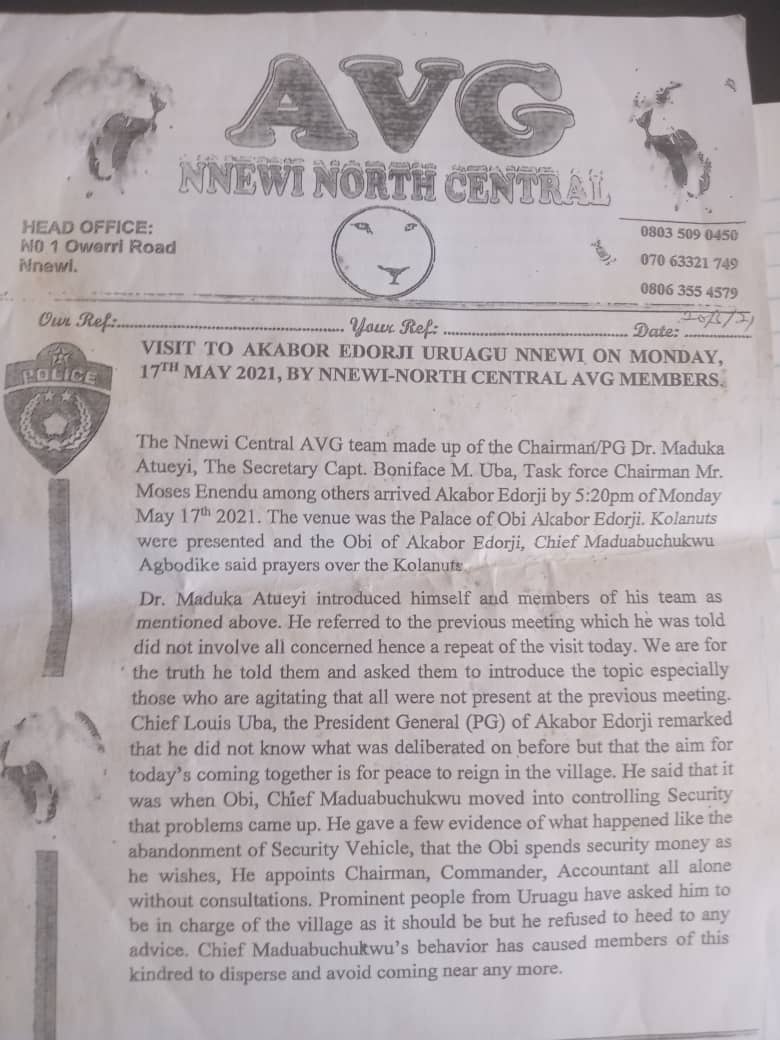 AVG
NNEWI NORTH CENTRAL
HEAD OFFICE:
N0 1 Owerri Road
Nnewi.
0803 509 0450
070 63321 749
0806 355 4579
Our Ref:.......................................... Your Ref: .................................. Date: ...............
POLICE
VISIT TO AKABOR EDORJI URUAGU NNEWI ON MONDAY,
17TH MAY 2021, BY NNEWI-NORTH CENTRAL AVG MEMBERS.
The Nnewi Central AVG team made up of the Chairman/PG Dr. Maduka
Atueyi, The Secretary Capt. Boniface M. Uba, Task force Chairman Mr.
Moses Enendu among others arrived Akabor Edorji by 5:20pm of Monday
May 17th 2021. The venue was the Palace of Obi Akabor Edorji. Kolanuts
were presented and the Obi of Akabor Edorji, Chief Maduabuchukwu
Agbodike said prayers over the Kolanuts.
Dr. Maduka Atueyi introduced himself and members of his team as
mentioned above. He referred to the previous meeting which he was told
did not involve all concerned hence a repeat of the visit today. We are for
the truth he told them and asked them to introduce the topic especially
those who are agitating that all were not present at the previous meeting.
Chief Louis Uba, the President General (PG) of Akabor Edorji remarked
that he did not know what was deliberated on before but that the aim for
today's coming together is for peace to reign in the village. He said that it
was when Obi, Chief Maduabuchukwu moved into controlling Security
that problems came up. He gave a few evidence of what happened like the
abandonment of Security Vehicle, that the Obi spends security money as
he wishes, He appoints Chairman, Commander, Accountant all alone
without consultations. Prominent people from Uruagu have asked him to
be in charge of the village as it should be but he refused to heed to any
advice. Chief Maduabuchukwu's behavior has caused members of this
kindred to disperse and avoid coming near any more.